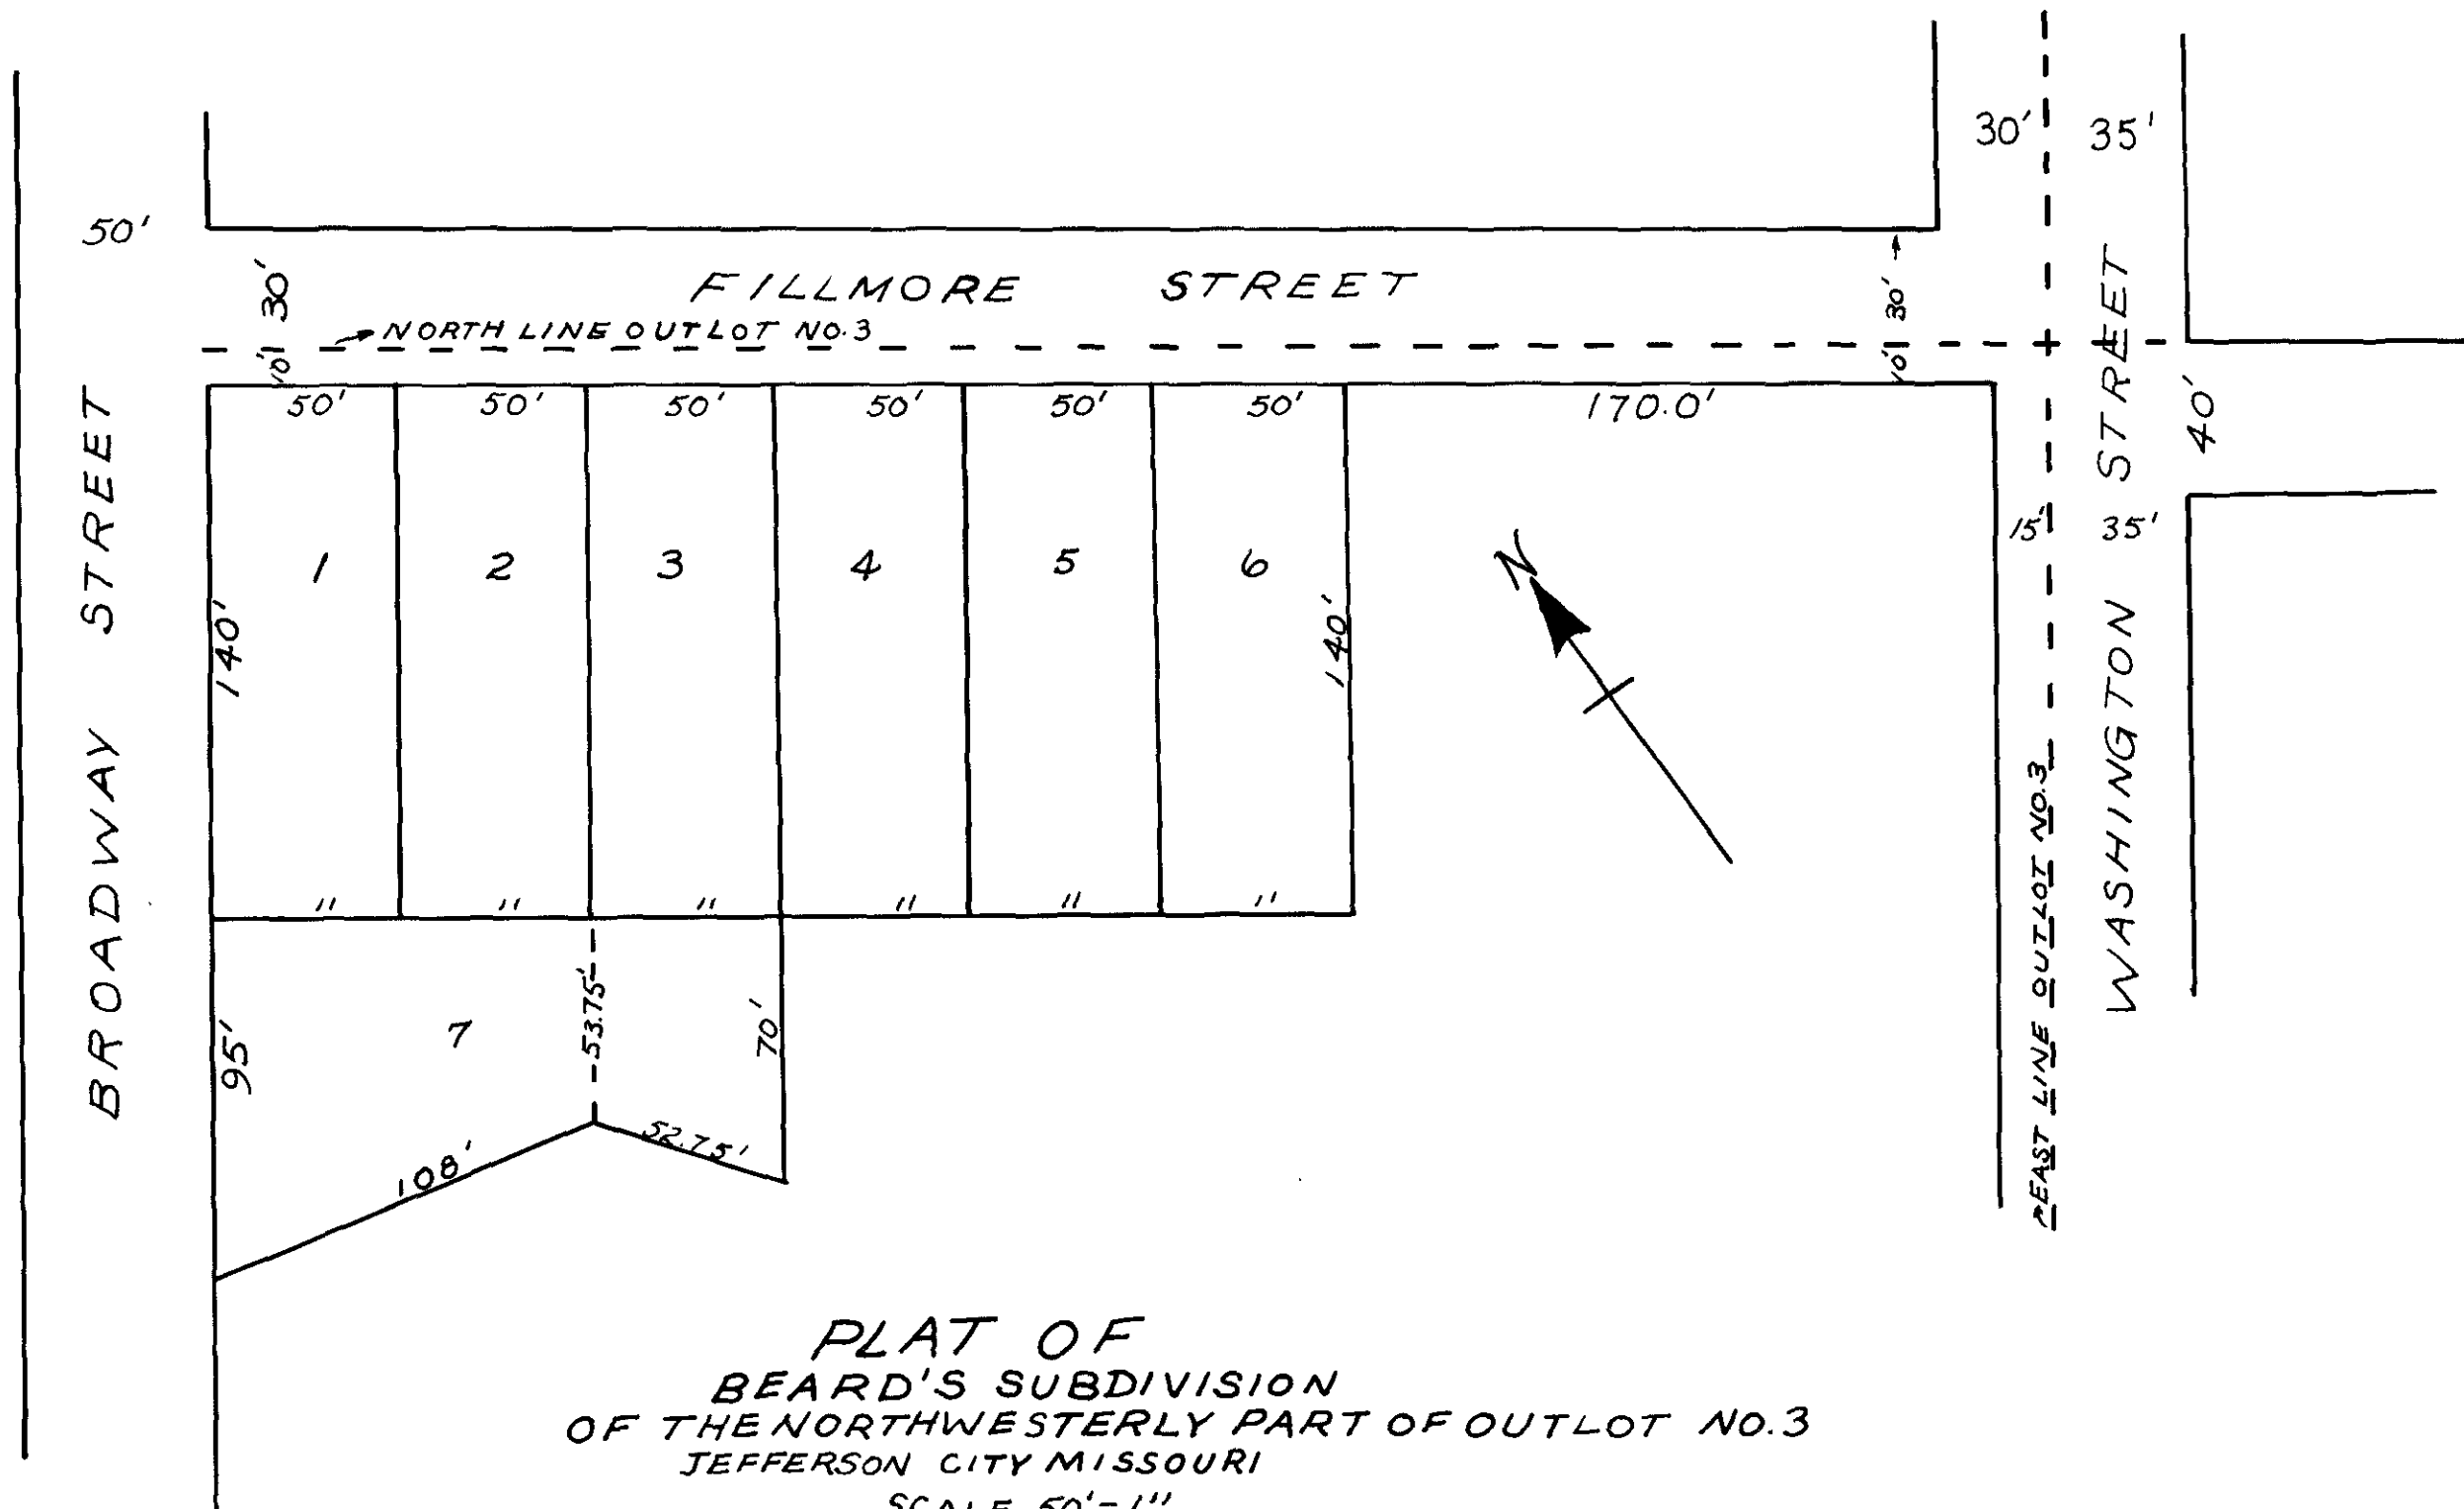 30'
35'
50'
30'
FILLMORE STREET
30'
NORTH LINE OUTLOT NO.3
10'
10'
50' 50' 50' 50' 50' 50' 170.0'
40'
BROADWAY STREET
WASHINGTON STREET
15'
35'
N
1 2 3 4 5 6
140'
140'
" " " " " "
EAST LINE OUTLOT NO.3
95'
7
53.75'
70'
108'
52.75'
PLAT OF
BEARD'S SUBDIVISION
OF THE NORTHWESTERLY PART OF OUTLOT NO.3
JEFFERSON CITY MISSOURI
SCALE 50'-1"